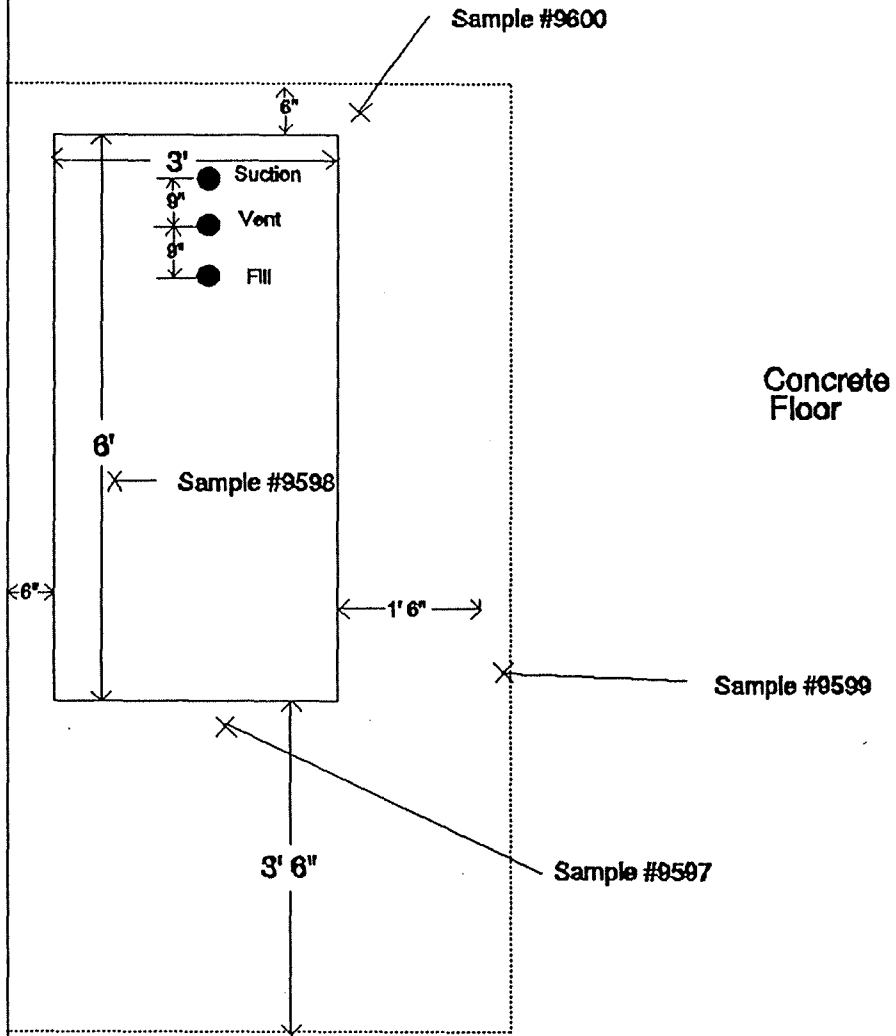 Sample #9600
6"
3'
Suction
9"
Vent
9"
Fill
Concrete
Floor
6'
Sample #9598
6"
1' 6"
Sample #9599
3' 6"
Sample #9597